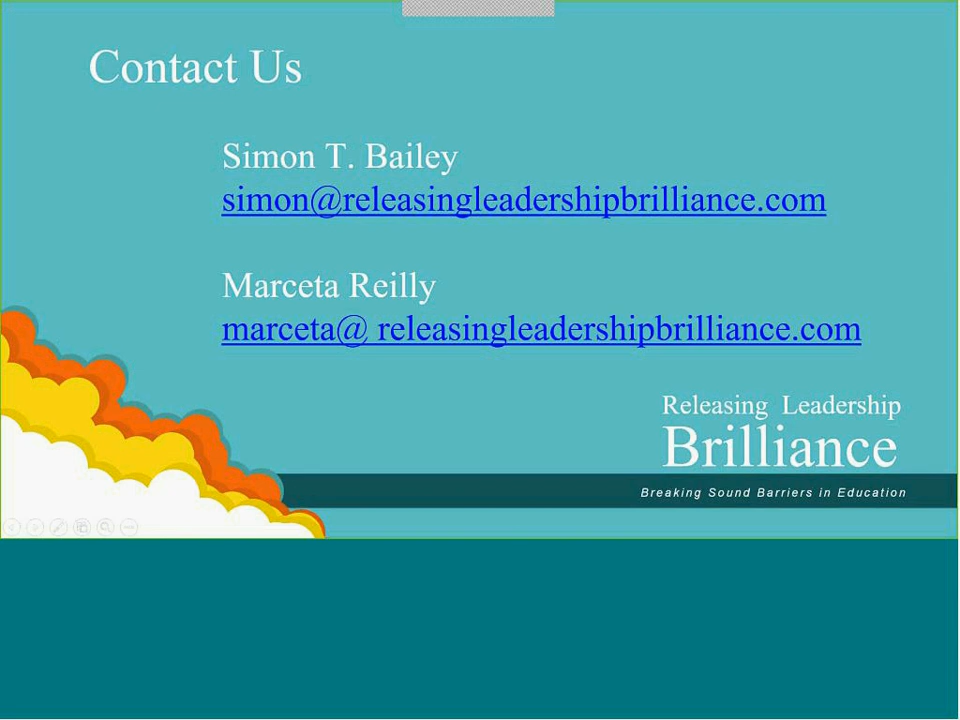 Contact Us
Simon T. Bailey
simon@releasingleadershipbrilliance.com
Marceta Reilly
marceta@ releasingleadershipbrilliance.com
Releasing Leadership
Brilliance
Breaking Sound Barriers in Education